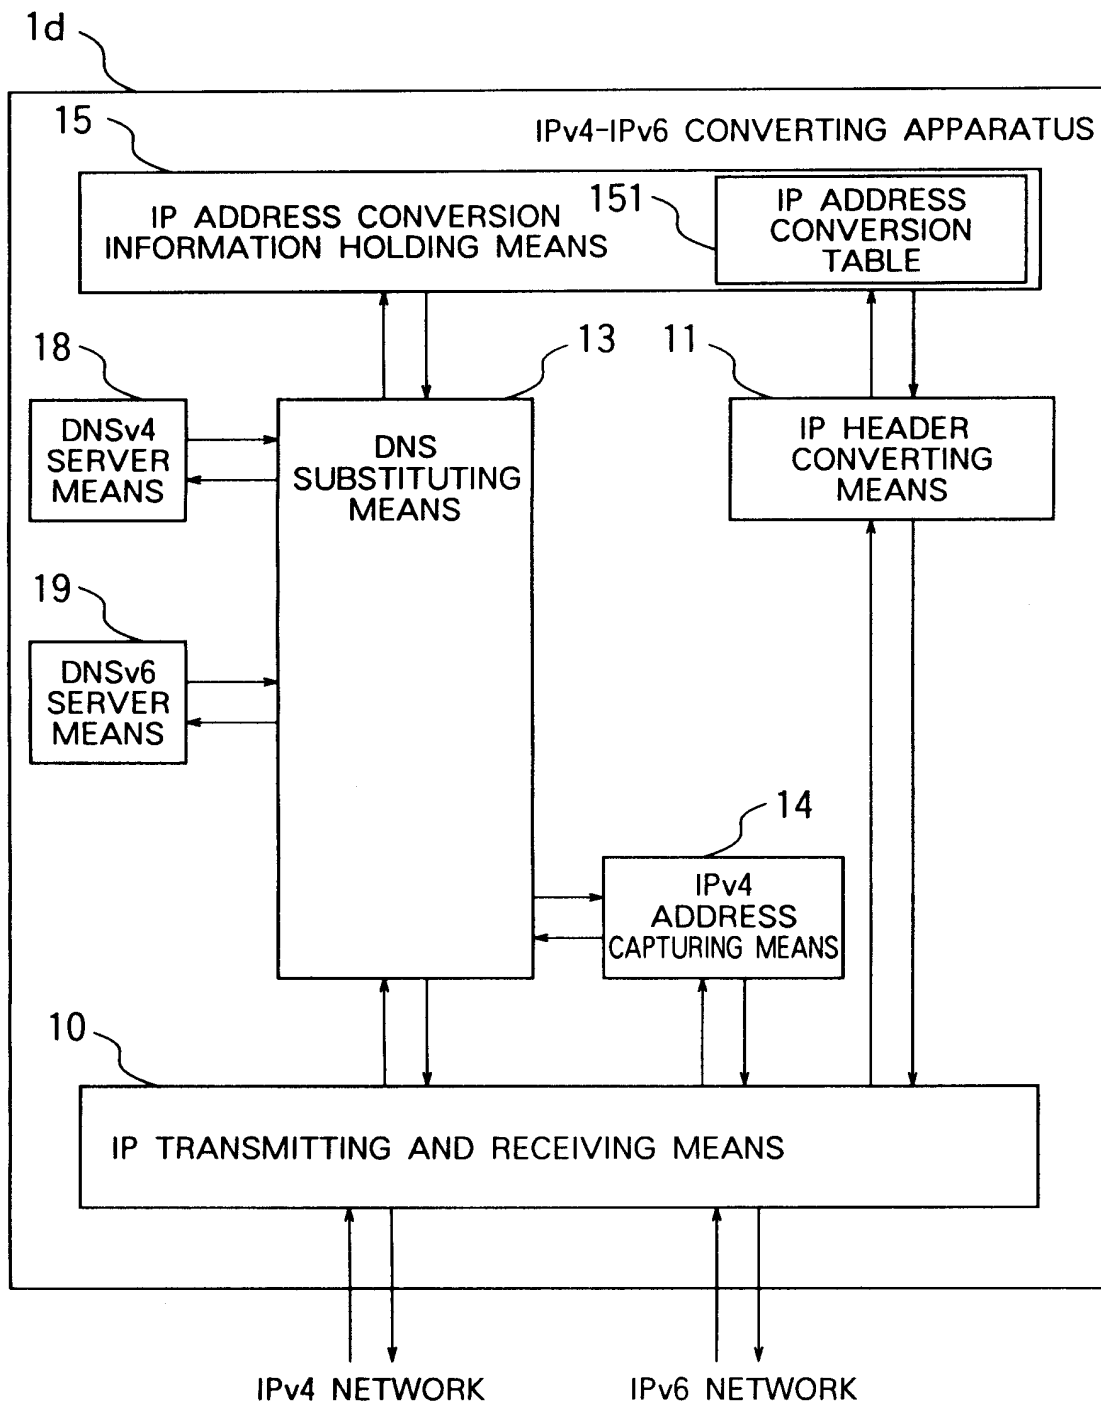 1d
15
IPv4-IPv6 CONVERTING APPARATUS
IP ADDRESS CONVERSION
INFORMATION HOLDING MEANS
151
IP ADDRESS
CONVERSION
TABLE
18
13
11
DNSv4
SERVER
MEANS
DNS
SUBSTITUTING
MEANS
IP HEADER
CONVERTING
MEANS
19
DNSv6
SERVER
MEANS
14
IPv4
ADDRESS
CAPTURING MEANS
10
IP TRANSMITTING AND RECEIVING MEANS
IPv4 NETWORK
IPv6 NETWORK